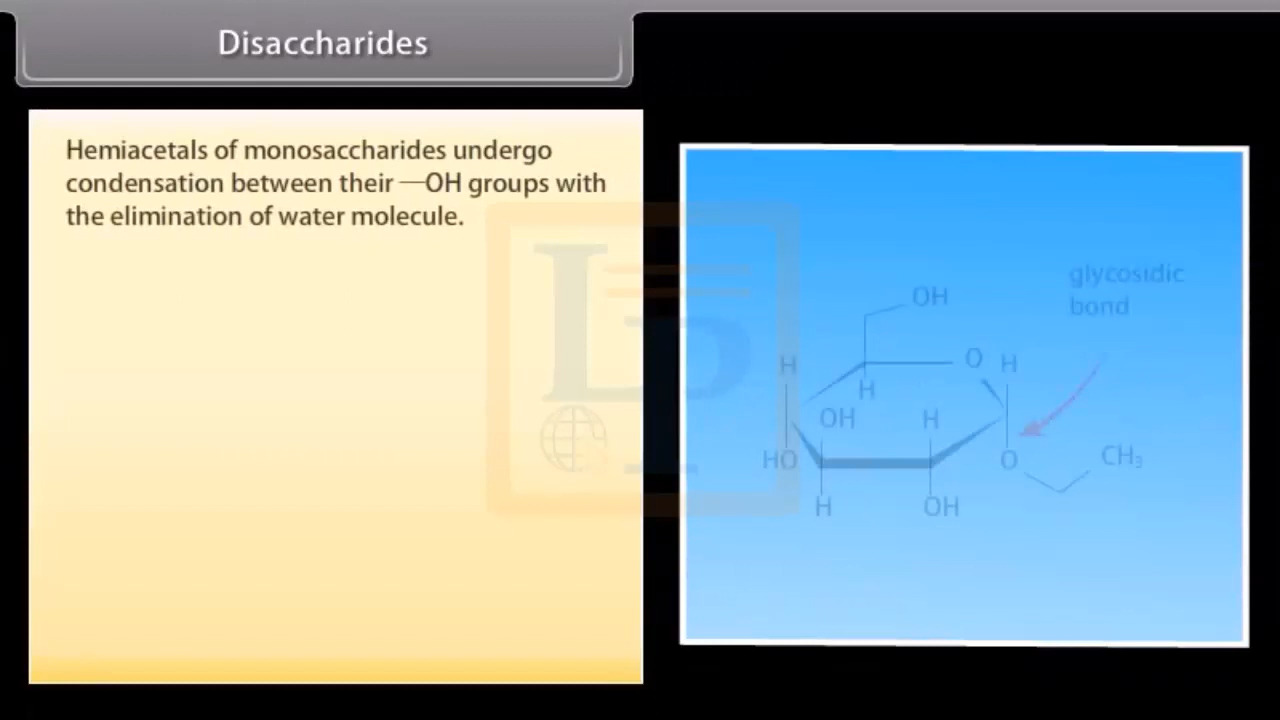 Disaccharides
Hemiacetals of monosaccharides undergo
condensation between their —OH groups with
the elimination of water molecule.
glycosidic
bond
OH
H
O
H
H
OH
H
HO
O
CH₃
H
OH